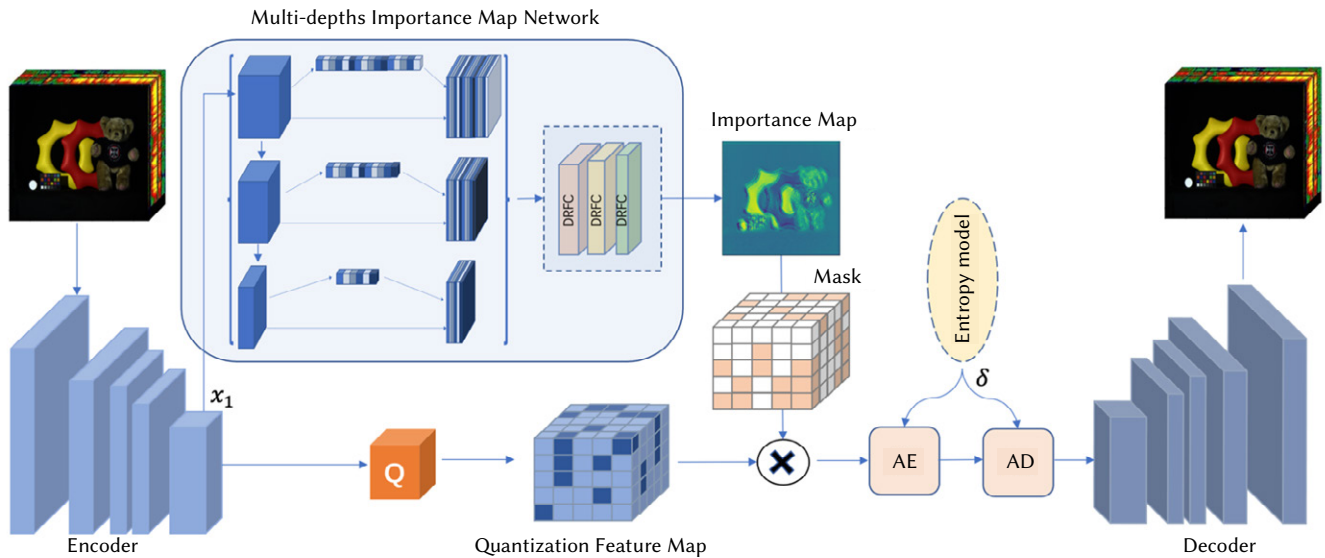 Multi-depths Importance Map Network
DRFC
DRFC
DRFC
Importance Map
Mask
Entropy model
x₁
δ
Q
AE
AD
Encoder
Quantization Feature Map
Decoder